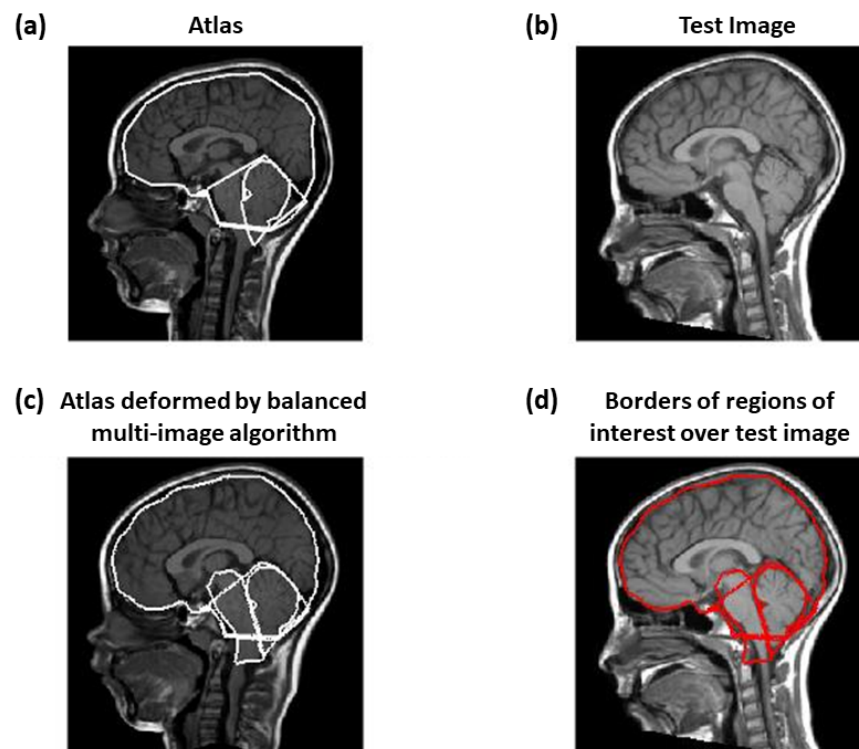 (a) Atlas
(b) Test Image
(c) Atlas deformed by balanced
multi-image algorithm
(d) Borders of regions of
interest over test image